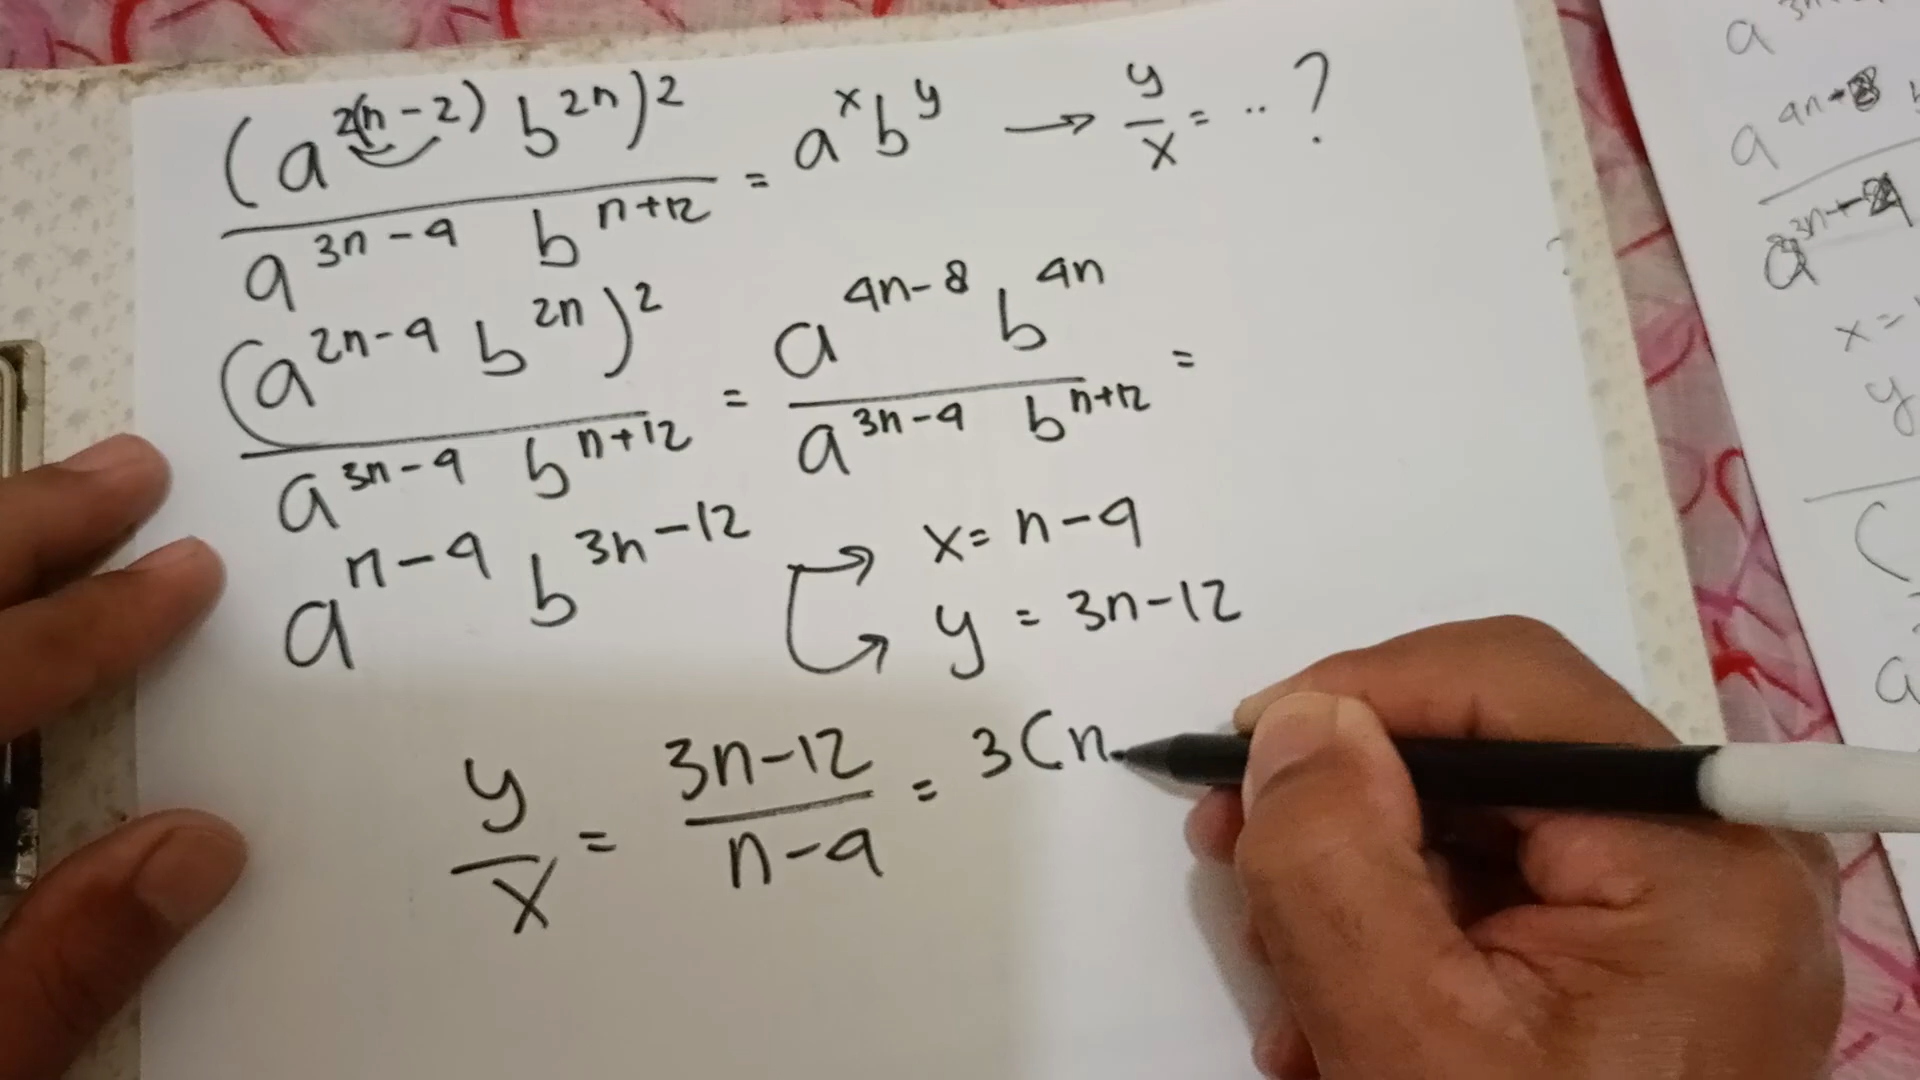 (a^{2(n-2)} b^{2n})^2 / a^{3n-4} b^{n+12} = a^x b^y → y/x = ..?
(a^{2n-4} b^{2n})^2 / a^{3n-4} b^{n+12} = a^{4n-8} b^{4n} / a^{3n-4} b^{n+12} =
a^{n-4} b^{3n-12} x = n-4
y = 3n-12
y/x = 3n-12 / n-4 = 3(n
x =
y